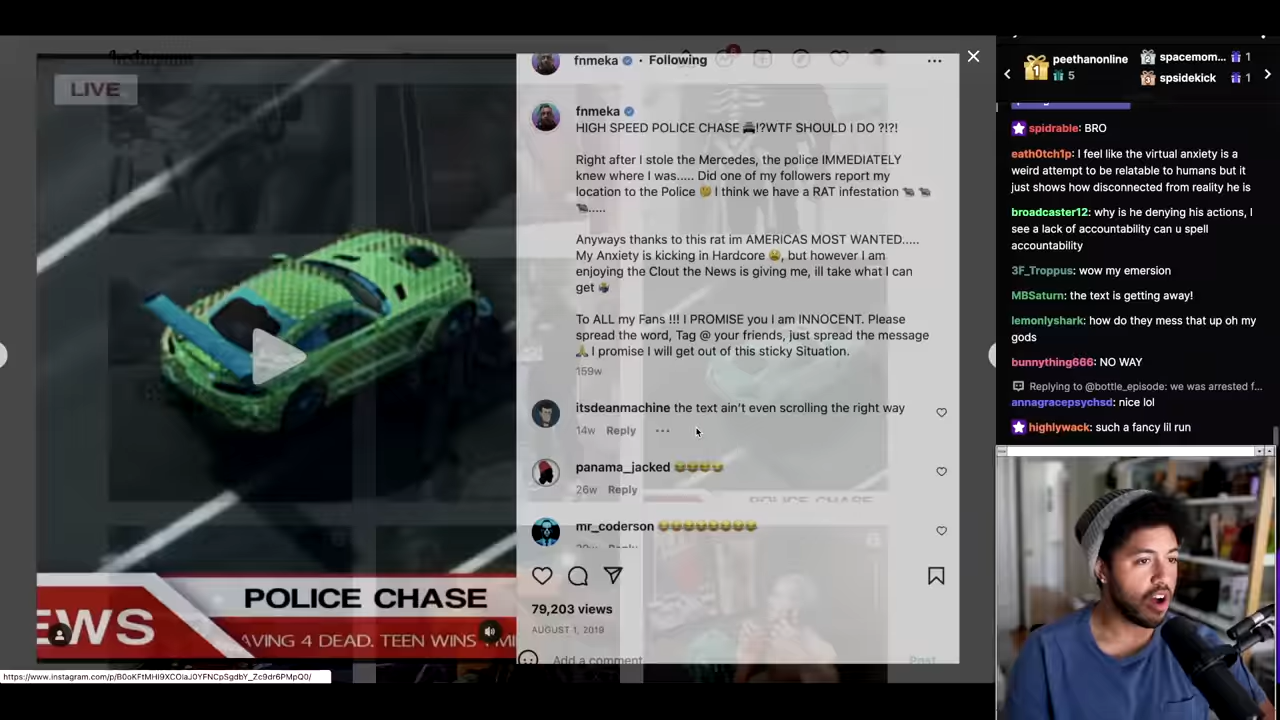 Instagram
fnmeka • Following
fnmeka
HIGH SPEED POLICE CHASE 🚔!?WTF SHOULD I DO ?!?!
Right after I stole the Mercedes, the police IMMEDIATELY
knew where I was..... Did one of my followers report my
location to the Police 🤔 I think we have a RAT infestation 🐀 🐀
🐀.....
Anyways thanks to this rat im AMERICAS MOST WANTED.....
My Anxiety is kicking in Hardcore 😫, but however I am
enjoying the Clout the News is giving me, ill take what I can
get
To ALL my Fans !!! I PROMISE you I am INNOCENT. Please
spread the word, Tag @ your friends, just spread the message
🙏 I promise I will get out of this sticky Situation.
159w
itsdeanmachine the text ain't even scrolling the right way
14w Reply ...
panama_jacked 😂😂😂😂
26w Reply
mr_coderson 😂😂😂😂😂😂😂😂
Reply
79,203 views
AUGUST 1, 2019
Add a comment
Post
LIVE
POLICE CHASE
EWS
AVING 4 DEAD. TEEN WINS
POLICE CHASE
https://www.instagram.com/p/B0oKFtMHl9XCOlaJ0YFNCpSgdbY_Zc9dr6PMpQ0/
1 peethanonline
5
2 spacemom... 1
3 spsidekick 1
spidrable: BRO
eath0tch1p: I feel like the virtual anxiety is a
weird attempt to be relatable to humans but it
just shows how disconnected from reality he is
broadcaster12: why is he denying his actions, I
see a lack of accountability can u spell
accountability
3F_Troppus: wow my emersion
MBSaturn: the text is getting away!
lemonlyshark: how do they mess that up oh my
gods
bunnything666: NO WAY
Replying to @bottle_episode: we was arrested f...
annagracepsychsd: nice lol
highlywack: such a fancy lil run